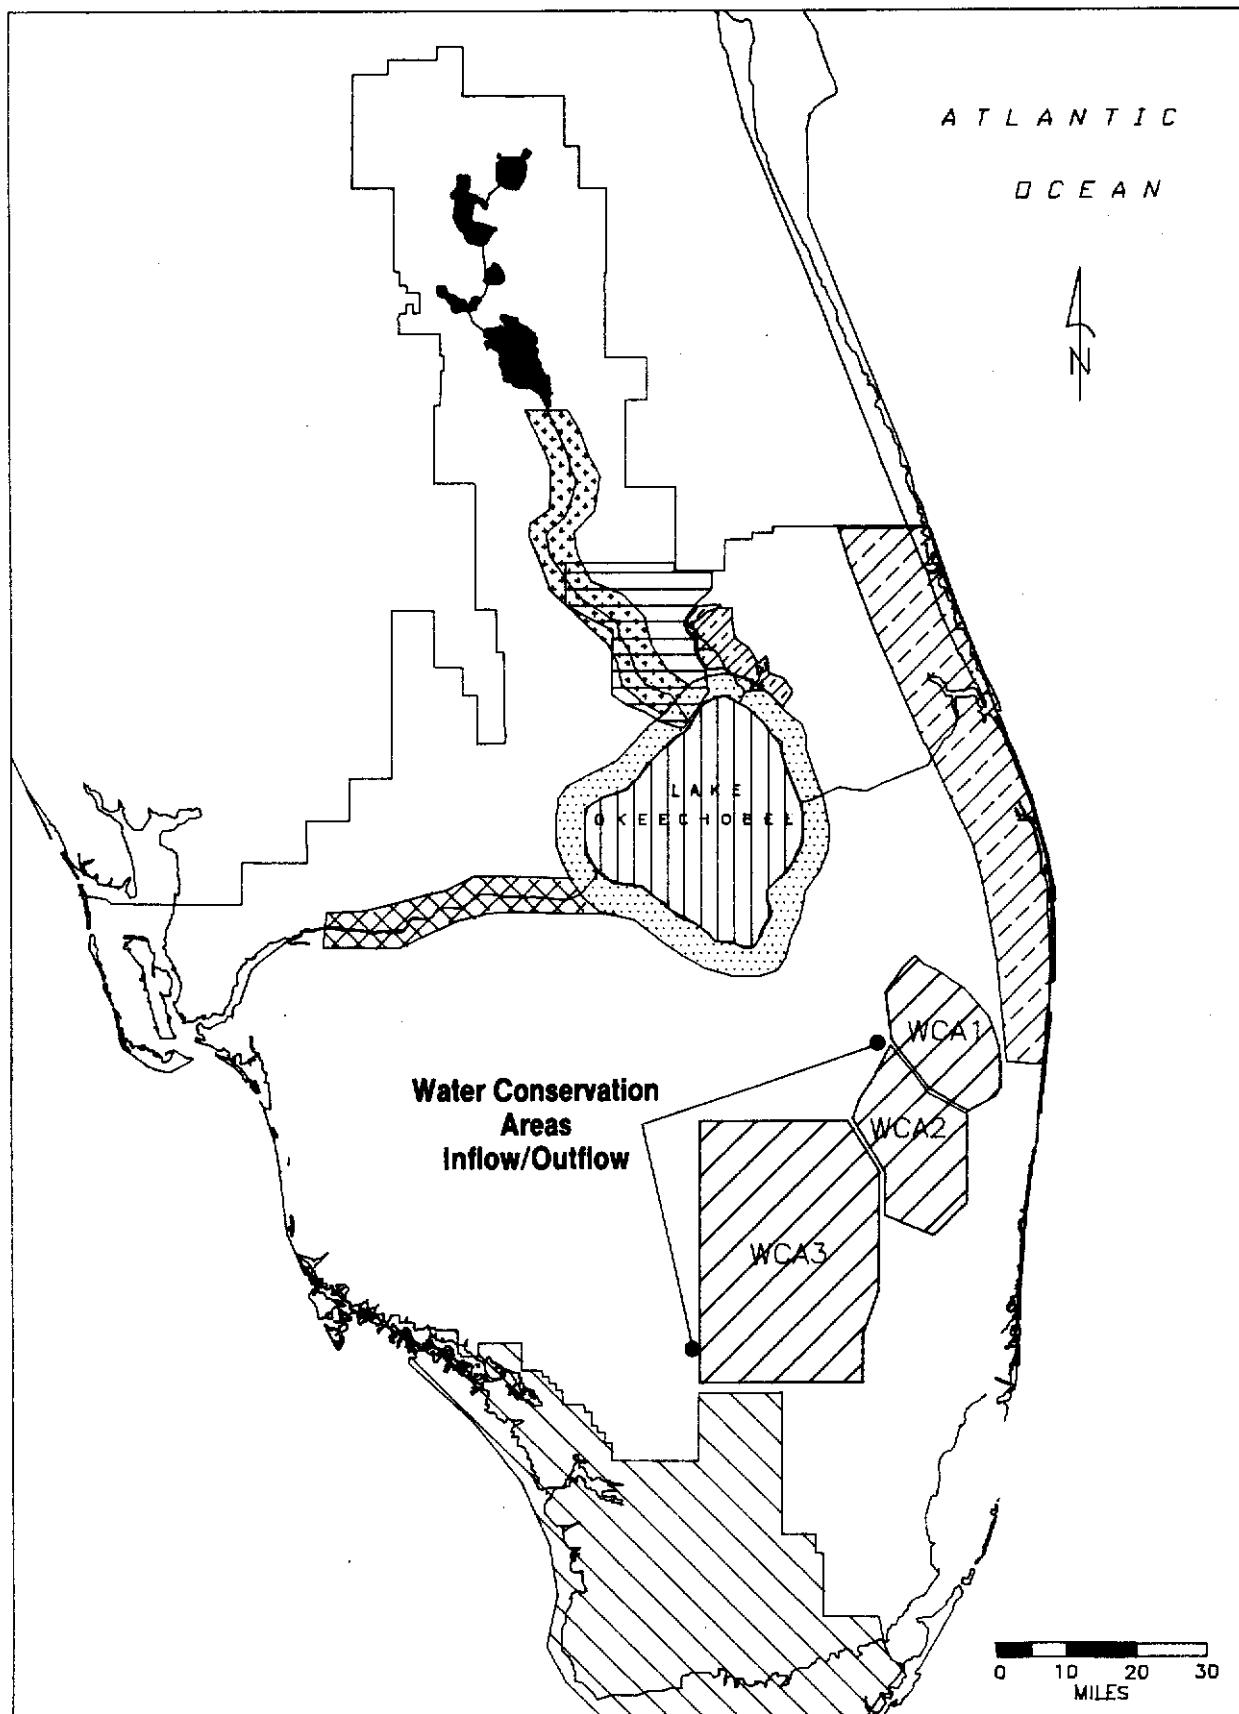 ATLANTIC
OCEAN
N
LAKE
OKEECHOBEE
WCA1
Water Conservation
Areas
Inflow/Outflow
WCA2
WCA3
0 10 20 30
MILES